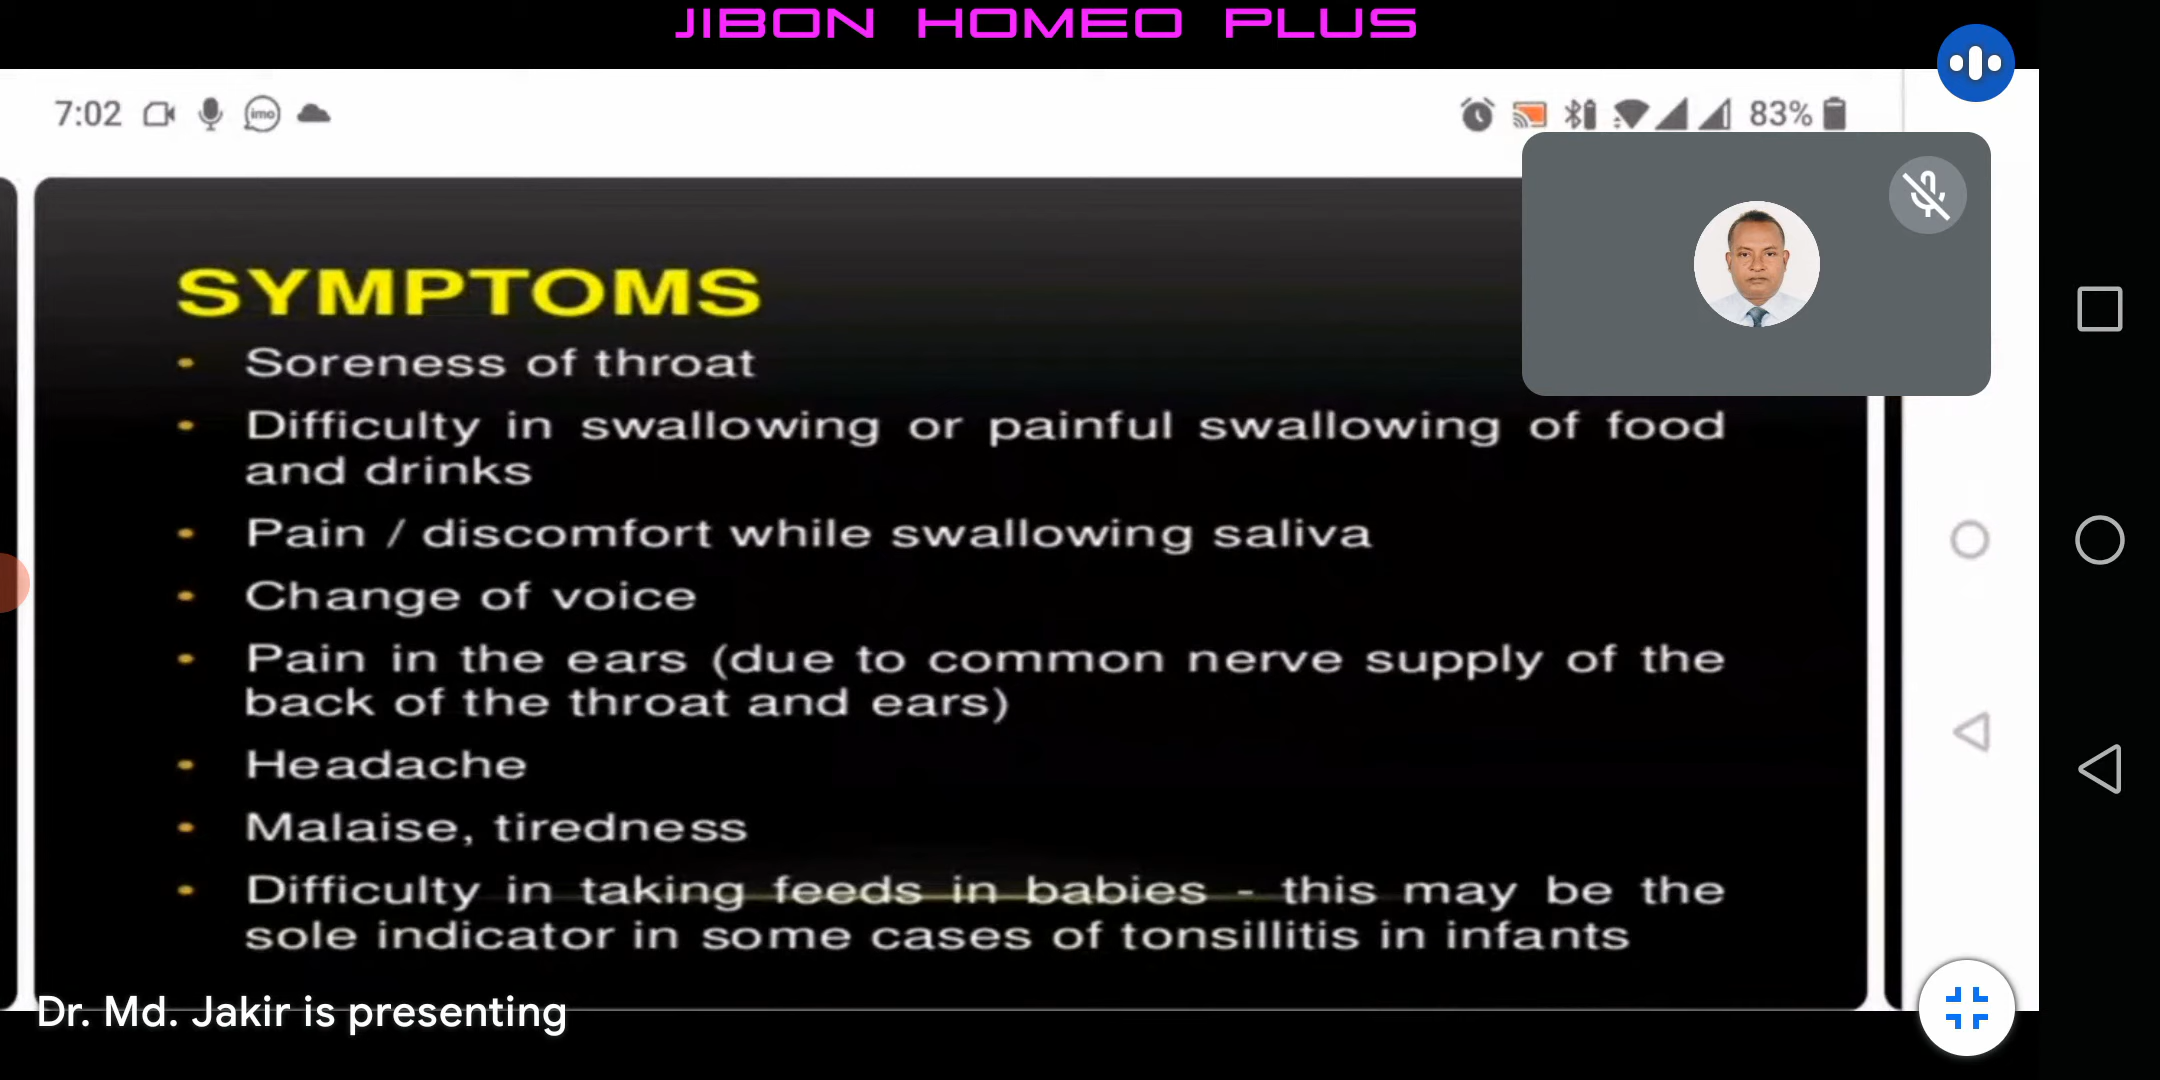 JIBON HOMEO PLUS
7:02
imo
83%
SYMPTOMS
• Soreness of throat
• Difficulty in swallowing or painful swallowing of food
and drinks
• Pain / discomfort while swallowing saliva
• Change of voice
• Pain in the ears (due to common nerve supply of the
back of the throat and ears)
• Headache
• Malaise, tiredness
• Difficulty in taking feeds in babies - this may be the
sole indicator in some cases of tonsillitis in infants
Dr. Md. Jakir is presenting